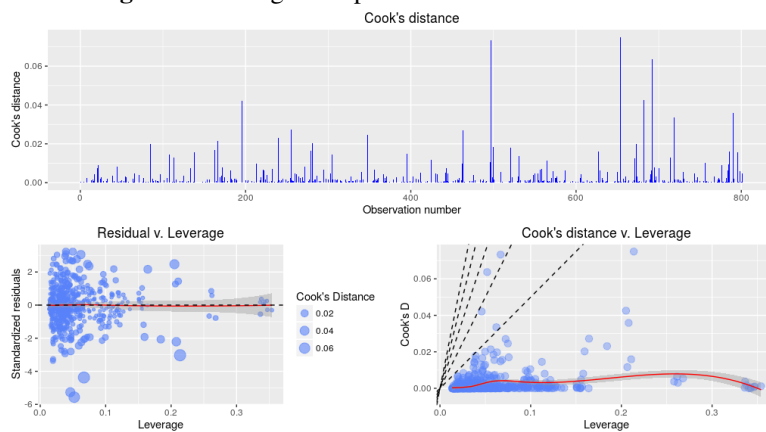 Cook's distance
Cook's distance
0.06
0.04
0.02
0.00
0
200
400
600
800
Observation number
Residual v. Leverage
Standardized residuals
2
0
-2
-4
-6
0.0
0.1
0.2
0.3
Leverage
Cook's Distance
0.02
0.04
0.06
Cook's distance v. Leverage
Cook's D
0.06
0.04
0.02
0.00
0.0
0.1
0.2
0.3
Leverage